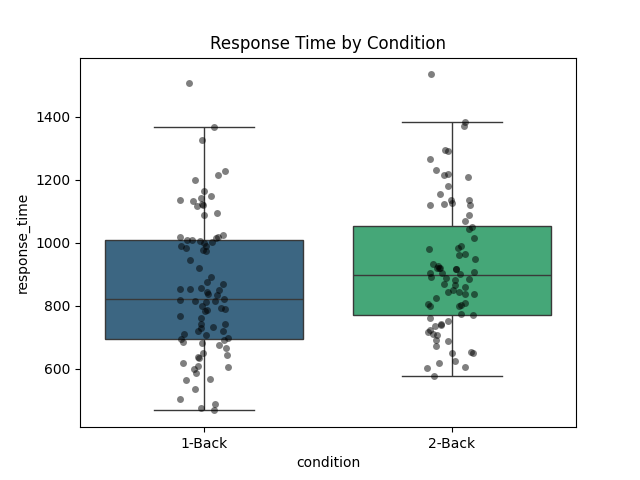 Response Time by Condition
response_time
1400
1200
1000
800
600
1-Back
2-Back
condition